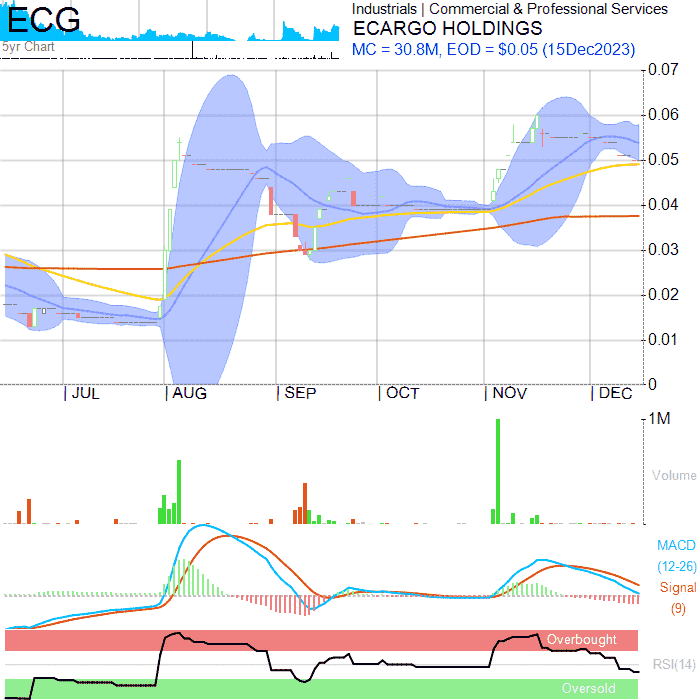 ECG
5yr Chart
Industrials | Commercial & Professional Services
ECARGO HOLDINGS
MC = 30.8M, EOD = $0.05 (15Dec2023)
0.07
0.06
0.05
0.04
0.03
0.02
0.01
0
| JUL | AUG | SEP | OCT | NOV | DEC
1M
Volume
MACD
(12-26)
Signal
(9)
Overbought
RSI(14)
Oversold